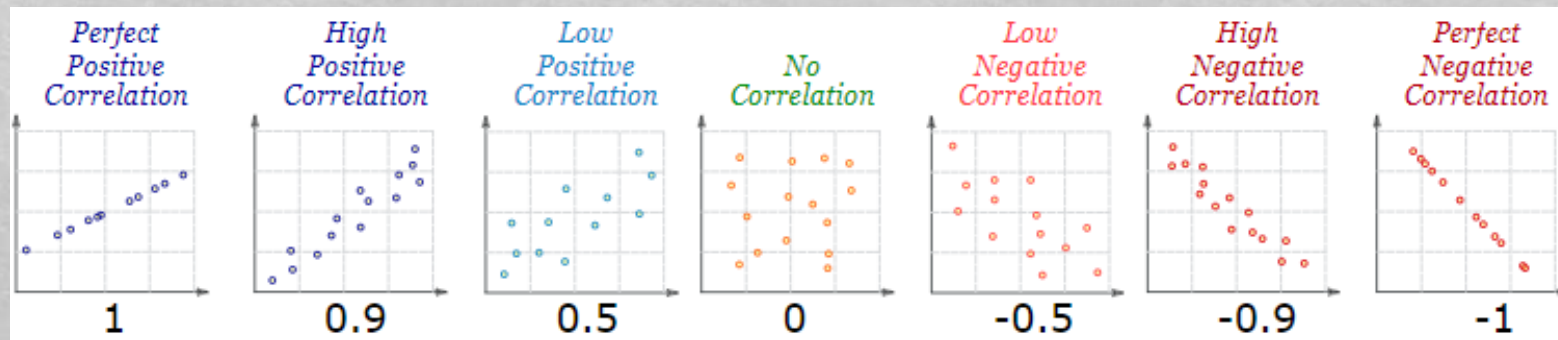 Perfect
Positive
Correlation
High
Positive
Correlation
Low
Positive
Correlation
No
Correlation
Low
Negative
Correlation
High
Negative
Correlation
Perfect
Negative
Correlation
1
0.9
0.5
0
-0.5
-0.9
-1